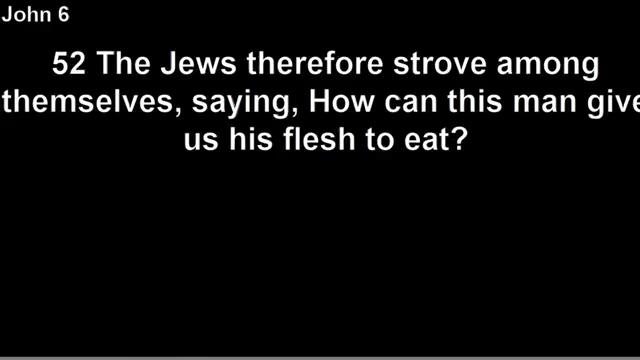 John 6
52 The Jews therefore strove among
themselves, saying, How can this man give
us his flesh to eat?